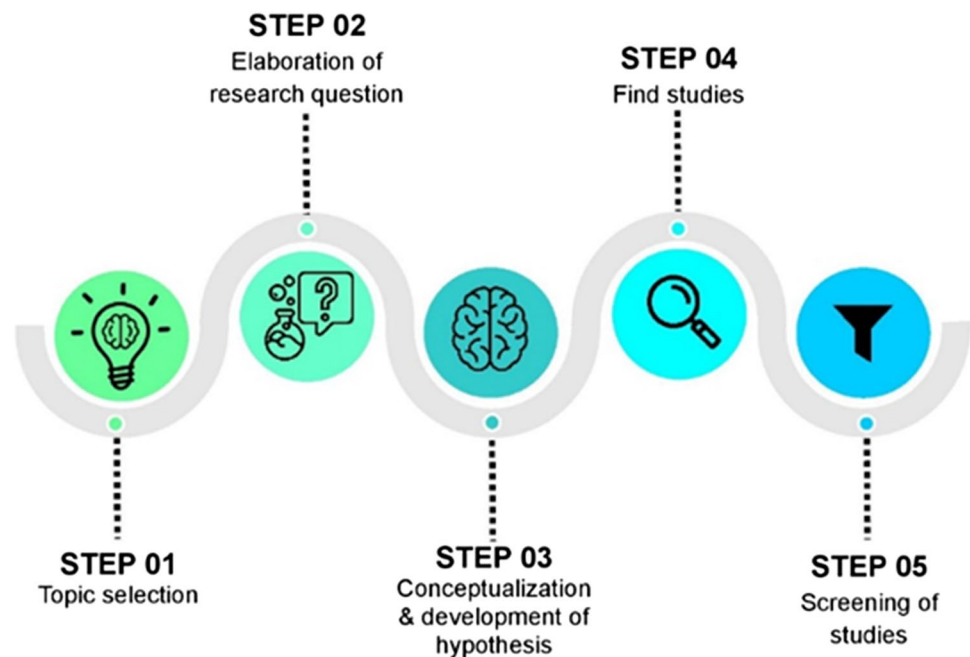 STEP 01
Topic selection
STEP 02
Elaboration of
research question
STEP 03
Conceptualization
& development of
hypothesis
STEP 04
Find studies
STEP 05
Screening of
studies
?